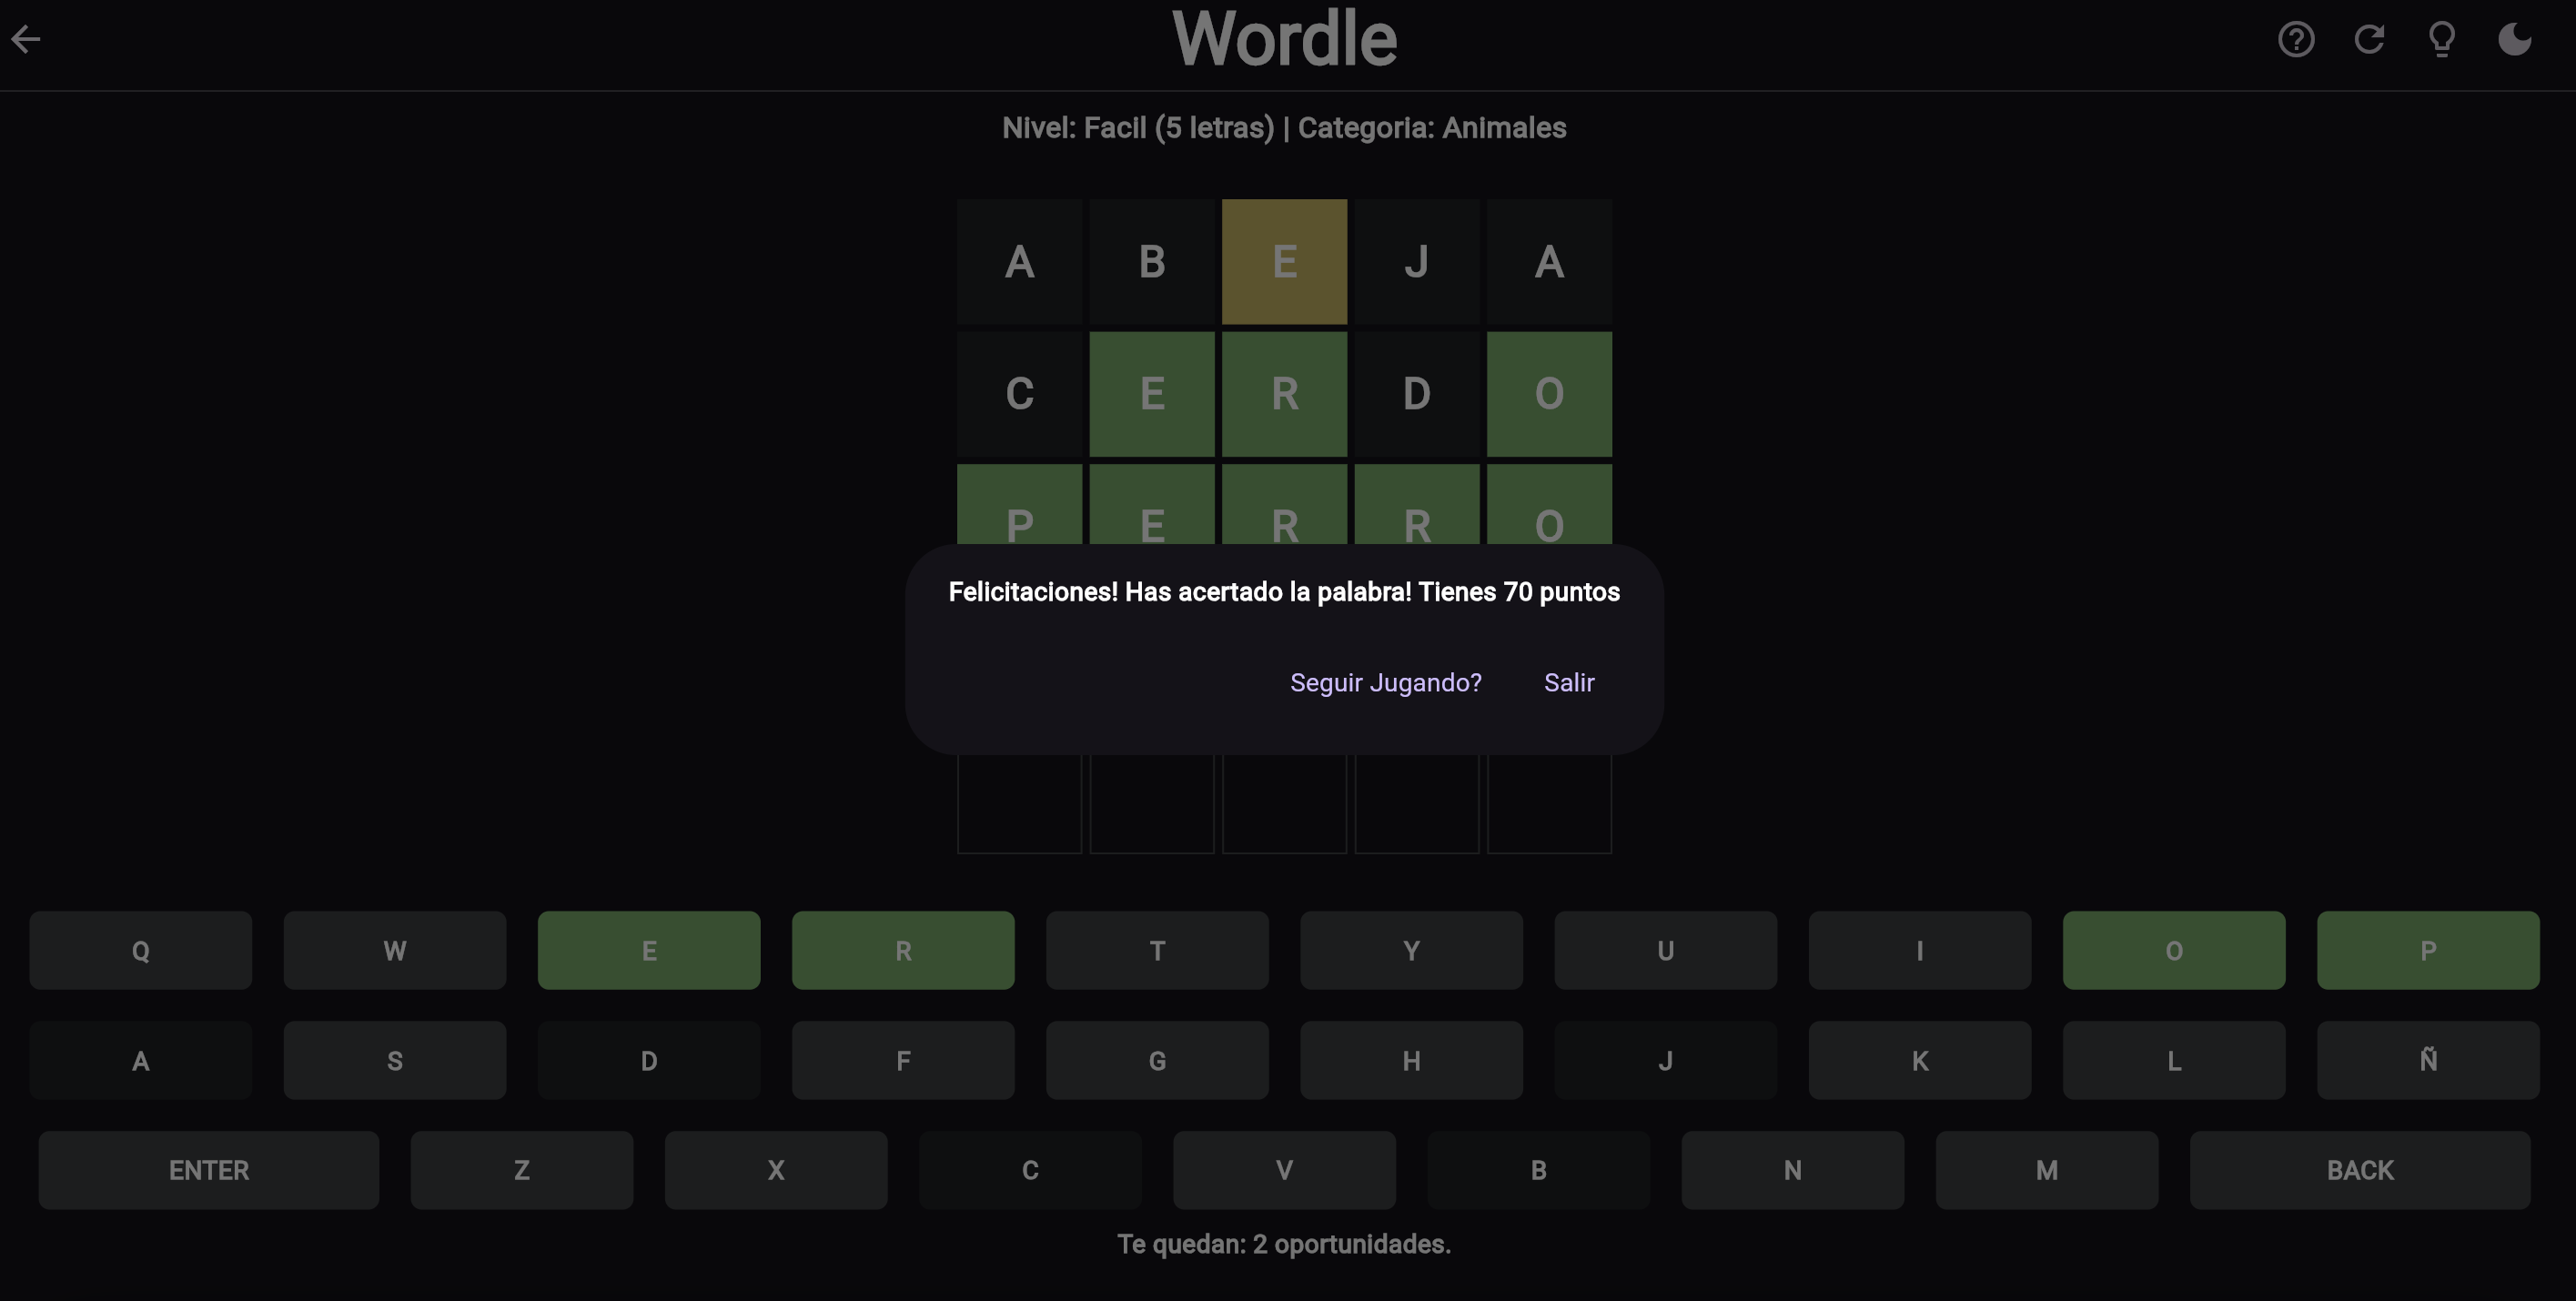 Wordle
Nivel: Facil (5 letras) | Categoria: Animales
A B E J A
C E R D O
P E R R O
Felicitaciones! Has acertado la palabra! Tienes 70 puntos
Seguir Jugando? Salir
Q W E R T Y U I O P
A S D F G H J K L Ñ
ENTER Z X C V B N M BACK
Te quedan: 2 oportunidades.